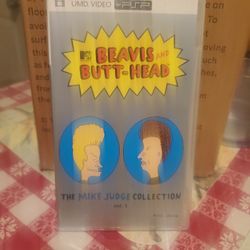 UMD VIDEO PSP
MTV
BEAVIS AND
BUTT-HEAD
THE MIKE JUDGE COLLECTION
vol. 1